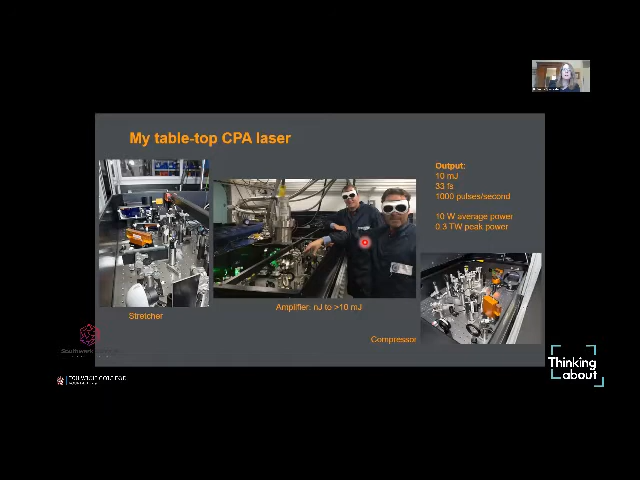 My table-top CPA laser
Output:
10 mJ
33 fs
1000 pulses/second
10 W average power
0.3 TW peak power
Amplifier: nJ to >10 mJ
Stretcher
Compressor
Southwark
Thinking
about